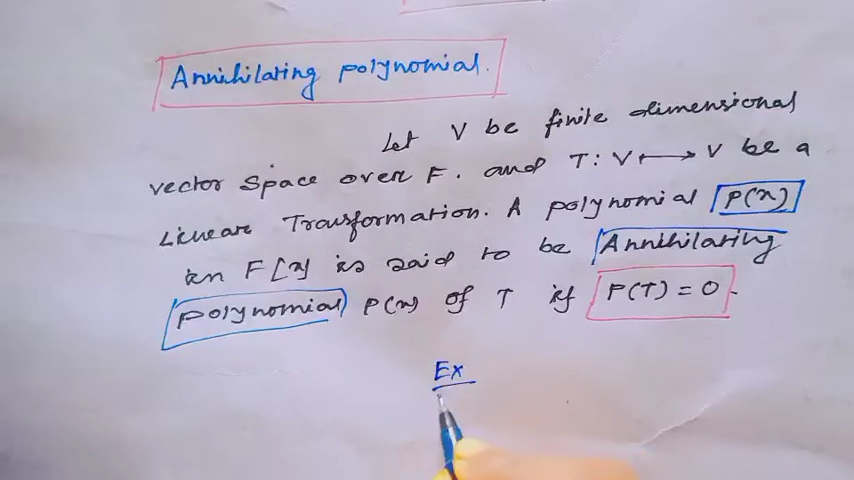 Annihilating polynomial.
Let V be finite dimensional
vector Space over F. and T: V ⟼ V be a
Linear Transformation. A polynomial P(x)
in F[x] is said to be Annihilating
polynomial P(x) of T if P(T) = 0.
Ex